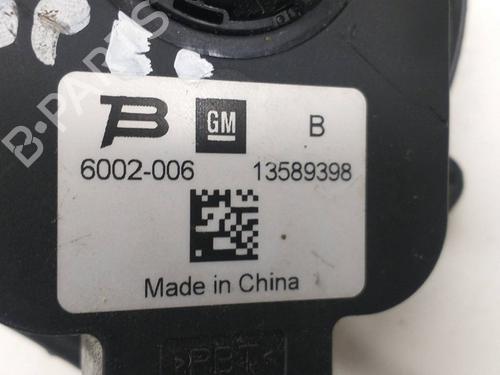 B GM B
6002-006 13589398
Made in China
>PBT<
B-PARTS